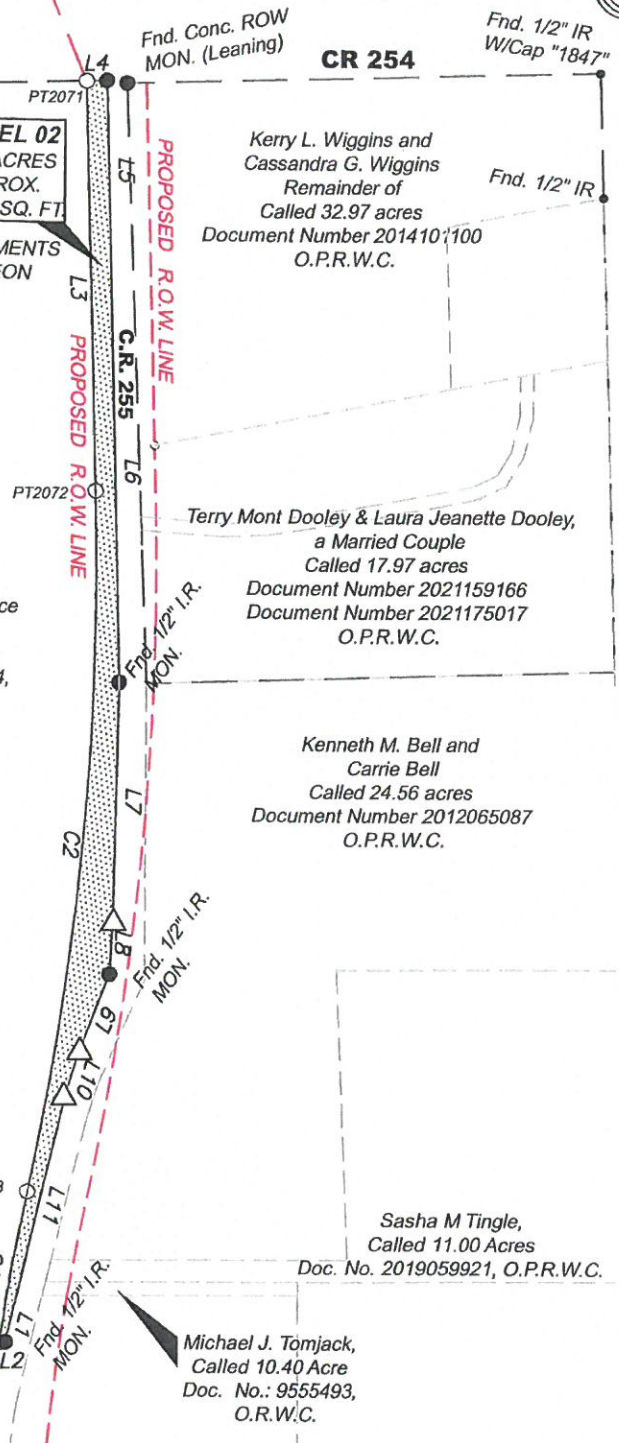 Fnd. Conc. ROW
MON. (Leaning)
CR 254
Fnd. 1/2" IR
W/Cap "1847"
L4
PT2071
EL 02
ACRES
ROX.
SQ. FT.
MENTS
EON
L5
PROPOSED R.O.W. LINE
Kerry L. Wiggins and
Cassandra G. Wiggins
Remainder of
Called 32.97 acres
Document Number 2014101100
O.P.R.W.C.
Fnd. 1/2" IR
L3
PROPOSED R.O.W. LINE
C.R. 255
L6
PT2072
Terry Mont Dooley & Laura Jeanette Dooley,
a Married Couple
Called 17.97 acres
Document Number 2021159166
Document Number 2021175017
O.P.R.W.C.
Fnd. 1/2" I.R.
MON.
L7
Kenneth M. Bell and
Carrie Bell
Called 24.56 acres
Document Number 2012065087
O.P.R.W.C.
C2
L8
Fnd. 1/2" I.R.
MON.
L9
L10
L11
Sasha M Tingle,
Called 11.00 Acres
Doc. No. 2019059921, O.P.R.W.C.
Fnd. 1/2" I.R.
MON.
L1
L2
Michael J. Tomjack,
Called 10.40 Acre
Doc. No.: 9555493,
O.R.W.C.